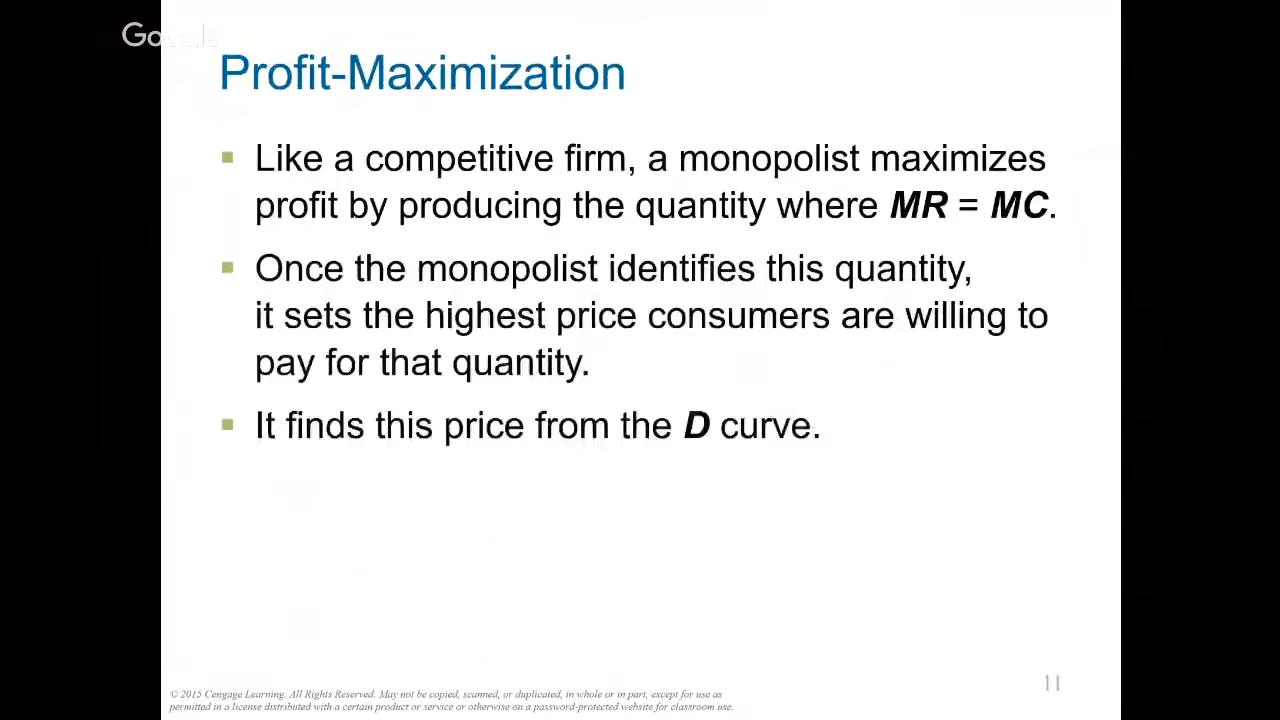 Profit-Maximization
Like a competitive firm, a monopolist maximizes
profit by producing the quantity where MR = MC.
Once the monopolist identifies this quantity,
it sets the highest price consumers are willing to
pay for that quantity.
It finds this price from the D curve.
© 2015 Cengage Learning. All Rights Reserved. May not be copied, scanned, or duplicated, in whole or in part, except for use as
permitted in a license distributed with a certain product or service or otherwise on a password-protected website for classroom use.
11